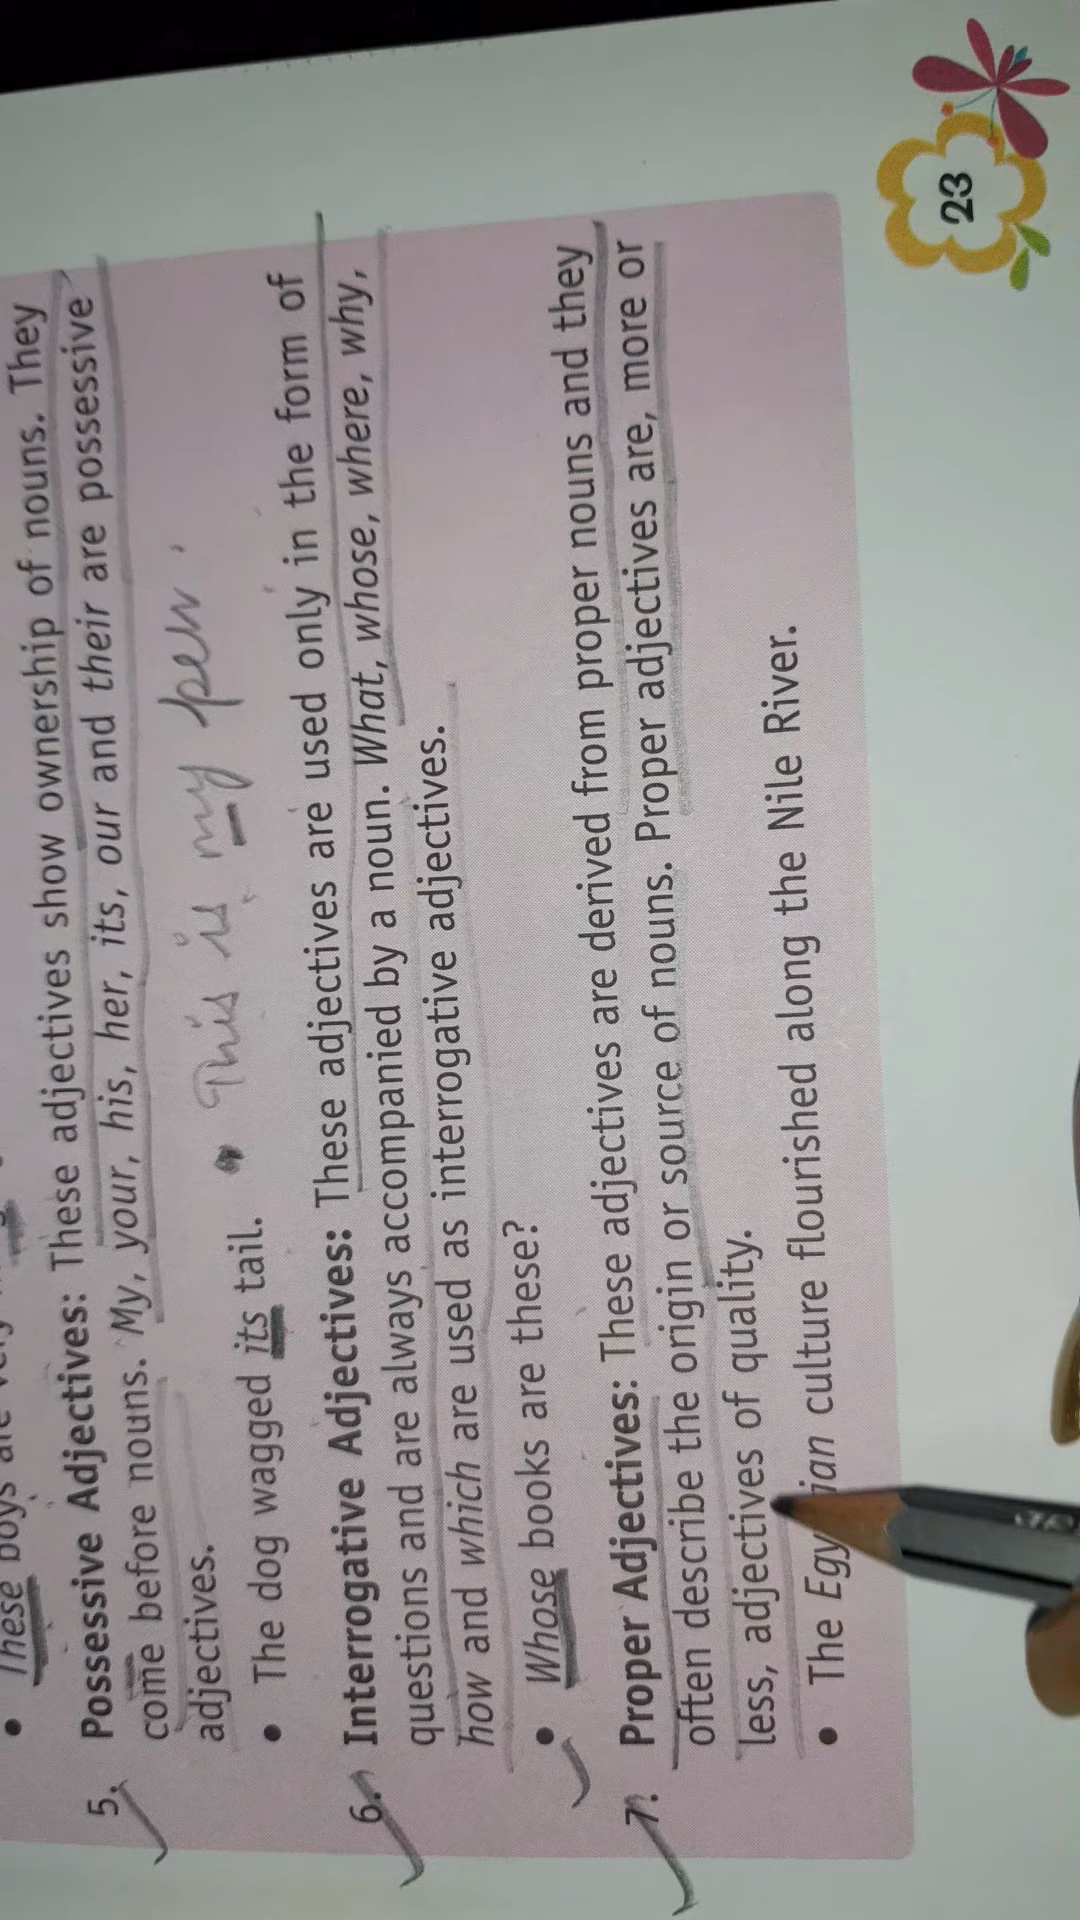 • These boys are very
5. Possessive Adjectives: These adjectives show ownership of nouns. They
come before nouns. My, your, his, her, its, our and their are possessive
adjectives.
• The dog wagged its tail. • This is my pen.
6. Interrogative Adjectives: These adjectives are used only in the form of
questions and are always accompanied by a noun. What, whose, where, why,
how and which are used as interrogative adjectives.
• Whose books are these?
7. Proper Adjectives: These adjectives are derived from proper nouns and they
often describe the origin or source of nouns. Proper adjectives are, more or
less, adjectives of quality.
• The culture flourished along the Nile River.
23